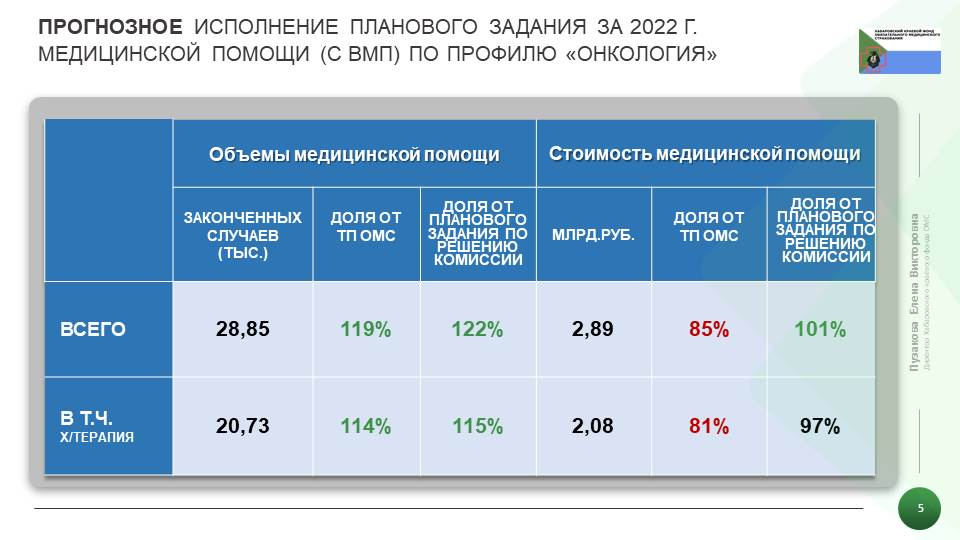 ПРОГНОЗНОЕ ИСПОЛНЕНИЕ ПЛАНОВОГО ЗАДАНИЯ ЗА 2022 Г.
МЕДИЦИНСКОЙ ПОМОЩИ (С ВМП) ПО ПРОФИЛЮ «ОНКОЛОГИЯ»
ХАБАРОВСКИЙ КРАЕВОЙ ФОНД
ОБЯЗАТЕЛЬНОГО МЕДИЦИНСКОГО
СТРАХОВАНИЯ
Объемы медицинской помощи
Стоимость медицинской помощи
ЗАКОНЧЕННЫХ
СЛУЧАЕВ
(ТЫС.)
ДОЛЯ ОТ
ТП ОМС
ДОЛЯ ОТ
ПЛАНОВОГО
ЗАДАНИЯ ПО
РЕШЕНИЮ
КОМИССИИ
МЛРД.РУБ.
ДОЛЯ ОТ
ТП ОМС
ДОЛЯ ОТ
ПЛАНОВОГО
ЗАДАНИЯ ПО
РЕШЕНИЮ
КОМИССИИ
ВСЕГО
28,85
119%
122%
2,89
85%
101%
В Т.Ч.
Х/ТЕРАПИЯ
20,73
114%
115%
2,08
81%
97%
Пузакова Елена Викторовна
Директор Хабаровского краевого фонда ОМС
5